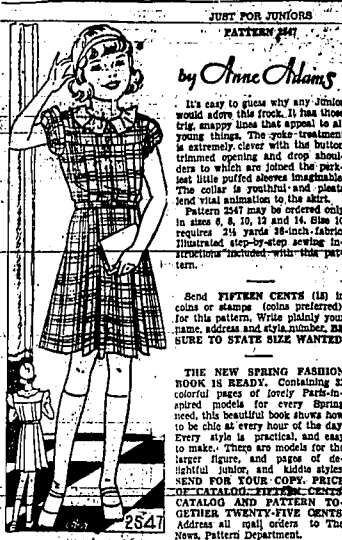 JUST FOR JUNIORS
PATTERN 2547
by Anne Adams
It's easy to guess why any Junior
would adore this frock. It has those
trig, snappy lines that appeal to all
young things. The yoke treatment
is extremely clever with the button
trimmed opening and drop shoul-
ders to which are joined the perk-
iest little puffed sleeves imaginable.
The collar is youthful and pleats
lend vital animation to the skirt.
Pattern 2547 may be ordered only
in sizes 6, 8, 10, 12 and 14. Size 10
requires 2⅛ yards 36-inch fabric.
Illustrated step-by-step sewing in-
structions included with this pat-
tern.
Send FIFTEEN CENTS (15) in
coins or stamps (coins preferred)
for this pattern. Write plainly your
name, address and style number. BE
SURE TO STATE SIZE WANTED
THE NEW SPRING FASHION
BOOK IS READY. Containing
colorful pages of lovely Paris-in-
spired models for every Spring
need, this beautiful book shows how
to be chic at every hour of the day.
Every style is practical, and easy
to make. There are models for the
larger figure, and pages of de-
lightful junior, and kiddie styles.
SEND FOR YOUR COPY. PRICE
OF CATALOG, FIFTEEN CENTS.
CATALOG AND PATTERN TO-
GETHER TWENTY-FIVE CENTS.
Address all mail orders to The
News, Pattern Department.
2547